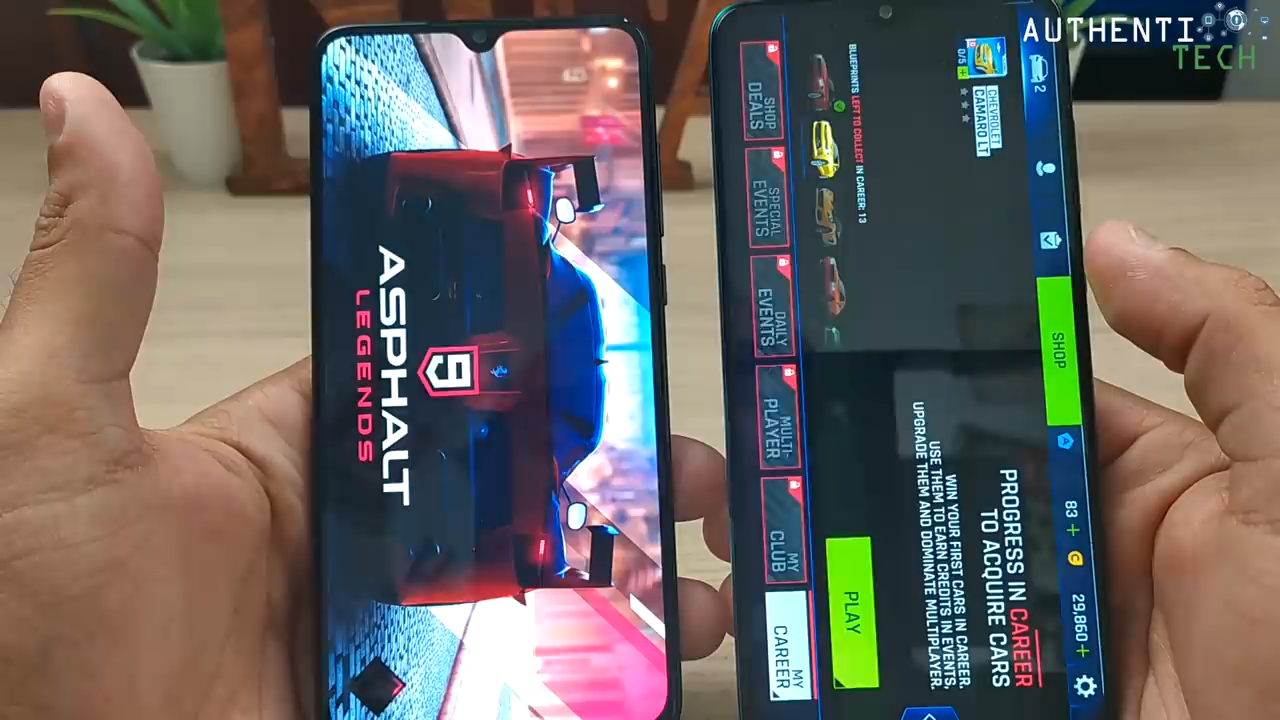 AUTHENTI
TECH
ASPHALT
9
LEGENDS
2
0/5
CHEVROLET
CAMARO LT
BLUEPRINTS LEFT TO COLLECT IN CAREER: 13
SHOP
83
29,860
PROGRESS IN CAREER
TO ACQUIRE CARS
WIN YOUR FIRST CARS IN CAREER.
USE THEM TO EARN CREDITS IN EVENTS,
UPGRADE THEM AND DOMINATE MULTIPLAYER.
PLAY
SHOP
DEALS
SPECIAL
EVENTS
DAILY
EVENTS
MULTI-
PLAYER
MY
CLUB
MY
CAREER